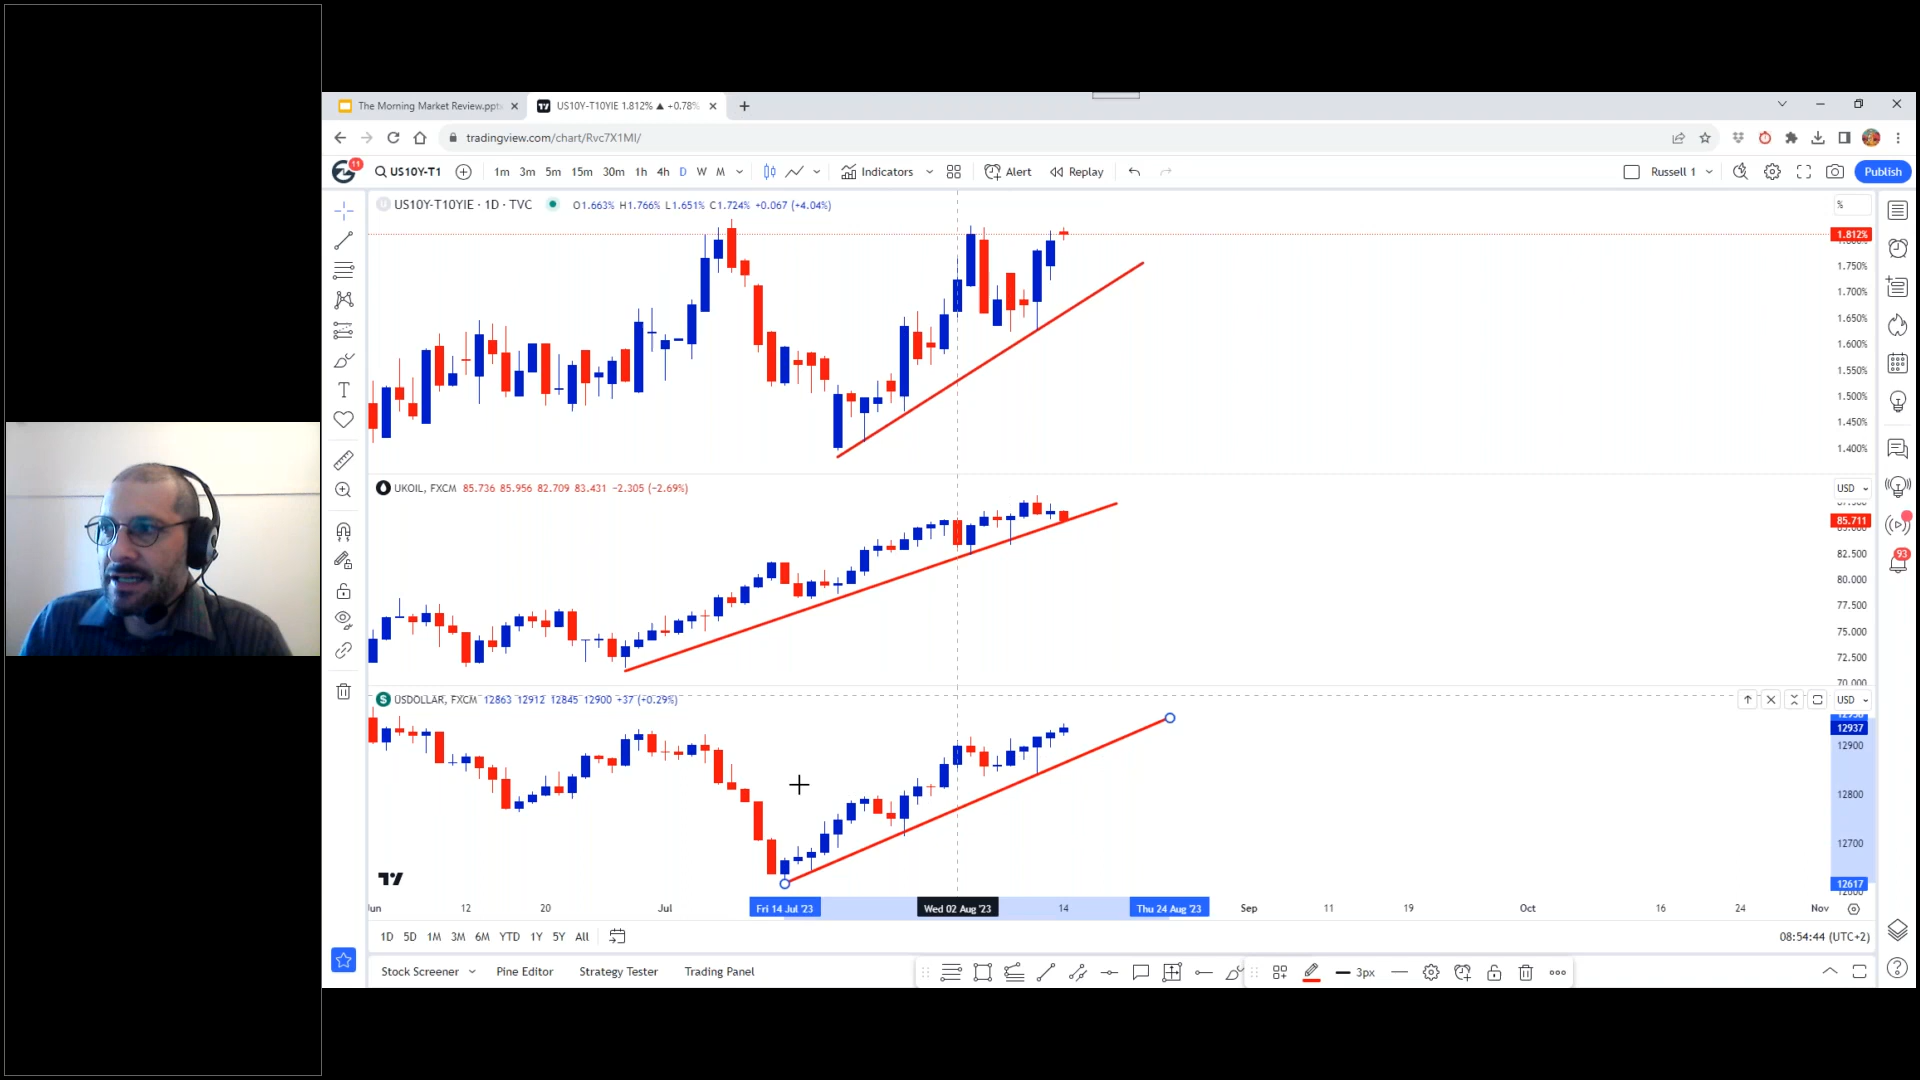 The Morning Market Review.ppt
US10Y-T10YIE 1.812% ▲ +0.78%
tradingview.com/chart/Rvc7X1MI/
11
US10Y-T1
1m 3m 5m 15m 30m 1h 4h D W M
Indicators
Alert
Replay
Russell 1
Publish
US10Y-T10YIE · 1D · TVC
O1.663% H1.766% L1.651% C1.724% +0.067 (+4.04%)
%
1.812%
1.750%
1.700%
1.650%
1.600%
1.550%
1.500%
1.450%
1.400%
UKOIL, FXCM 85.736 85.956 82.709 83.431 −2.305 (−2.69%)
USD
85.711
82.500
80.000
77.500
75.000
72.500
70.000
93
USDOLLAR, FXCM 12863 12912 12845 12900 +37 (+0.29%)
USD
12937
12900
12800
12700
12617
Jun 12 20 Jul Fri 14 Jul '23 Wed 02 Aug '23 14 Thu 24 Aug '23 Sep 11 19 Oct 16 24 Nov
1D 5D 1M 3M 6M YTD 1Y 5Y All
08:54:44 (UTC+2)
Stock Screener Pine Editor Strategy Tester Trading Panel
3px